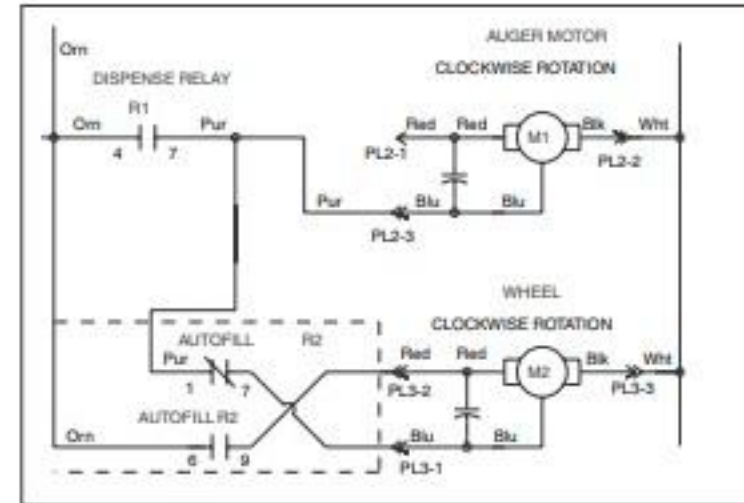 Orn
AUGER MOTOR
CLOCKWISE ROTATION
DISPENSE RELAY
R1
Orn
Pur
4
7
Red
Red
M1
Blk
Wht
PL2-1
PL2-2
Pur
Blu
Blu
PL2-3
WHEEL
CLOCKWISE ROTATION
AUTOFILL
R2
Pur
1
7
Red
Red
M2
Blk
Wht
PL3-2
PL3-3
AUTOFILL R2
Orn
6
9
Blu
Blu
PL3-1